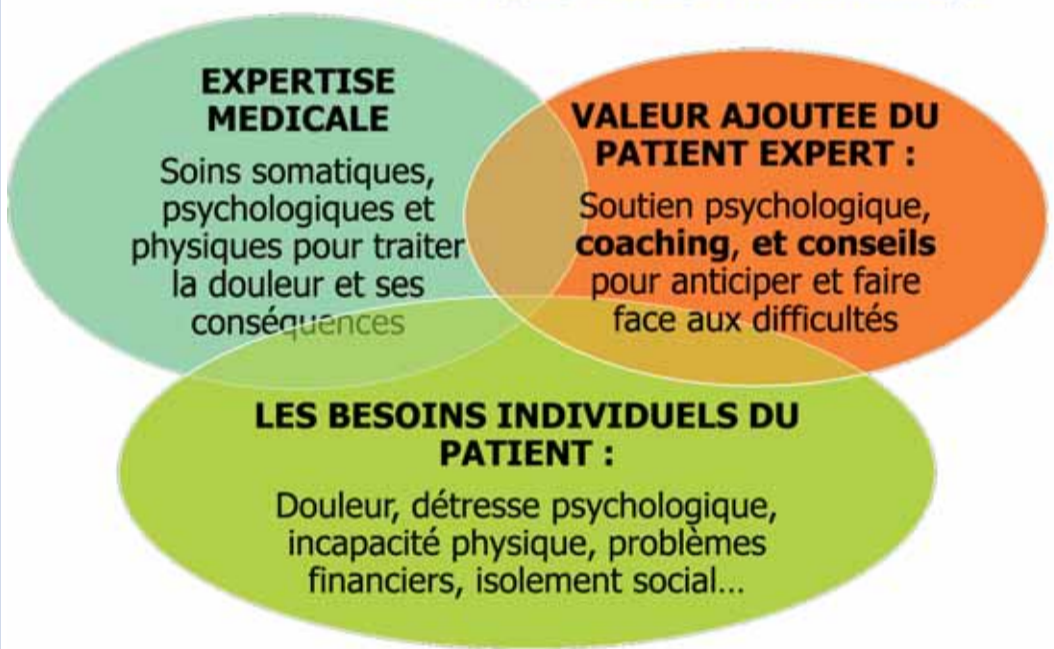 EXPERTISE
MEDICALE
Soins somatiques,
psychologiques et
physiques pour traiter
la douleur et ses
conséquences
VALEUR AJOUTEE DU
PATIENT EXPERT :
Soutien psychologique,
coaching, et conseils
pour anticiper et faire
face aux difficultés
LES BESOINS INDIVIDUELS DU
PATIENT :
Douleur, détresse psychologique,
incapacité physique, problèmes
financiers, isolement social...